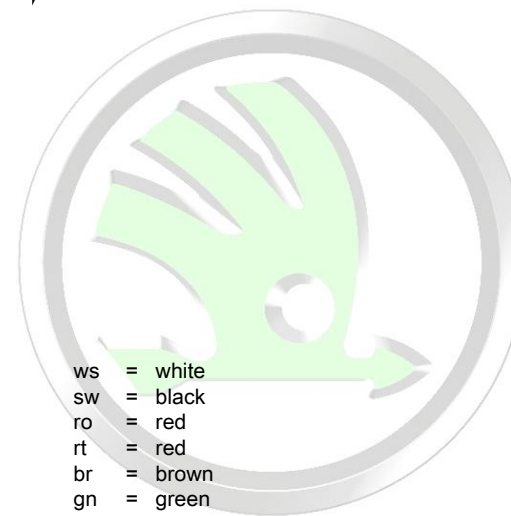 ws = white
sw = black
ro = red
rt = red
br = brown
gn = green